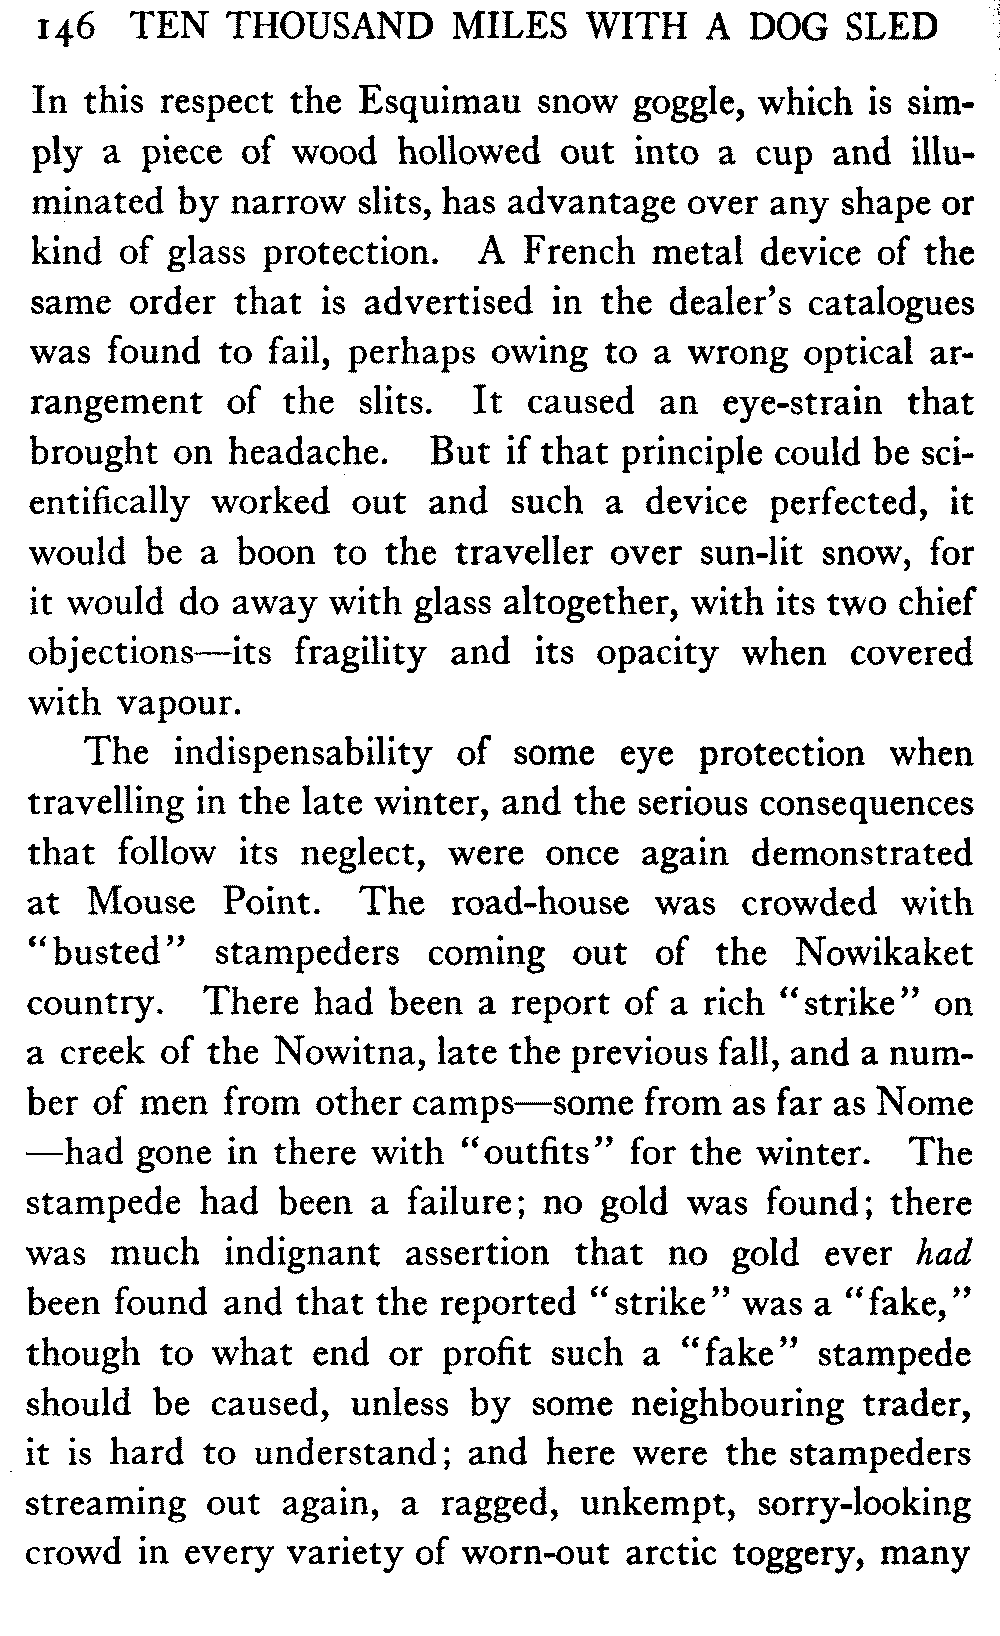 146 TEN THOUSAND MILES WITH A DOG SLED
In this respect the Esquimau snow goggle, which is sim-
ply a piece of wood hollowed out into a cup and illu-
minated by narrow slits, has advantage over any shape or
kind of glass protection. A French metal device of the
same order that is advertised in the dealer's catalogues
was found to fail, perhaps owing to a wrong optical ar-
rangement of the slits. It caused an eye-strain that
brought on headache. But if that principle could be sci-
entifically worked out and such a device perfected, it
would be a boon to the traveller over sun-lit snow, for
it would do away with glass altogether, with its two chief
objections—its fragility and its opacity when covered
with vapour.
The indispensability of some eye protection when
travelling in the late winter, and the serious consequences
that follow its neglect, were once again demonstrated
at Mouse Point. The road-house was crowded with
“busted” stampeders coming out of the Nowikaket
country. There had been a report of a rich “strike” on
a creek of the Nowitna, late the previous fall, and a num-
ber of men from other camps—some from as far as Nome
—had gone in there with “outfits” for the winter. The
stampede had been a failure; no gold was found; there
was much indignant assertion that no gold ever had
been found and that the reported “strike” was a “fake,”
though to what end or profit such a “fake” stampede
should be caused, unless by some neighbouring trader,
it is hard to understand; and here were the stampeders
streaming out again, a ragged, unkempt, sorry-looking
crowd in every variety of worn-out arctic toggery, many